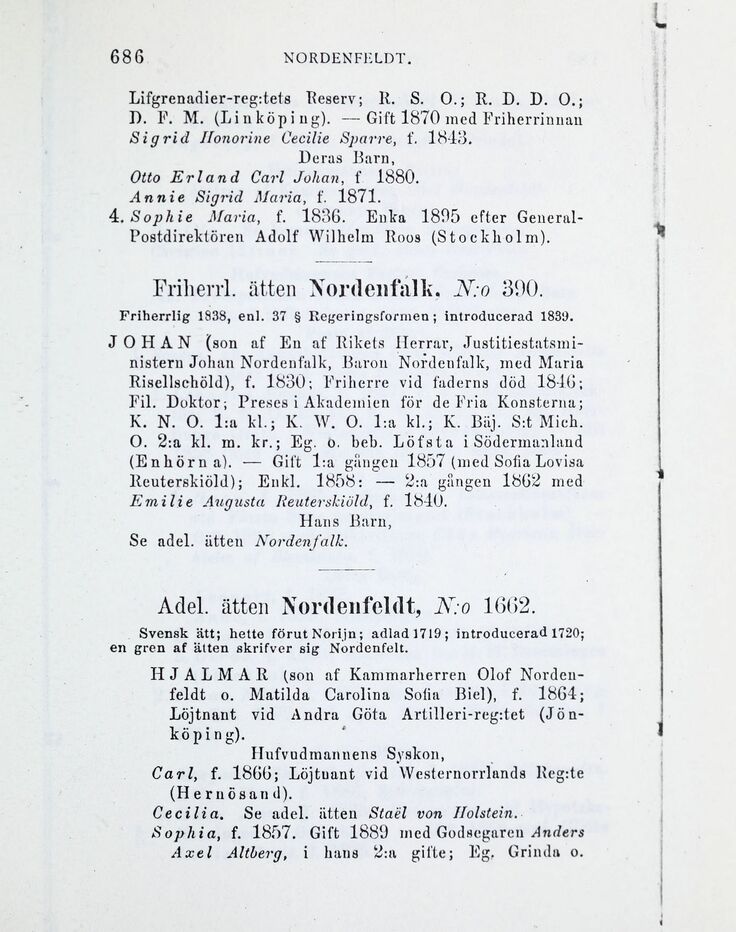 686 NORDENFELDT.
Lifgrenadier-reg:tets Reserv; R. S. O.; R. D. D. O.;
D. F. M. (Linköping). — Gift 1870 med Friherrinnan
Sigrid Honorine Cecilie Sparre, f. 1843.
Deras Barn,
Otto Erland Carl Johan, f 1880.
Annie Sigrid Maria, f. 1871.
4. Sophie Maria, f. 1836. Enka 1895 efter General-
Postdirektören Adolf Wilhelm Roos (Stockholm).
Friherrl. ätten Nordenfalk. N:o 390.
Friherrlig 1838, enl. 37 § Regeringsformen; introducerad 1839.
JOHAN (son af En af Rikets Herrar, Justitiestatsmi-
nistern Johan Nordenfalk, Baron Nordenfalk, med Maria
Risellschöld), f. 1830; Friherre vid faderns död 1846;
Fil. Doktor; Preses i Akademien för de Fria Konsterna;
K. N. O. 1:a kl.; K. W. O. 1:a kl.; K. Baj. S:t Mich.
O. 2:a kl. m. kr.; Eg. o. beb. Löfsta i Södermanland
(Enhörna). — Gift 1:a gången 1857 (med Sofia Lovisa
Reuterskiöld); Enkl. 1858: — 2:a gången 1862 med
Emilie Augusta Reuterskiöld, f. 1840.
Hans Barn,
Se adel. ätten Nordenfalk.
Adel. ätten Nordenfeldt, N:o 1662.
Svensk ätt; hette förut Norijn; adlad 1719; introducerad 1720;
en gren af ätten skrifver sig Nordenfelt.
HJALMAR (son af Kammarherren Olof Norden-
feldt o. Matilda Carolina Sofia Biel), f. 1864;
Löjtnant vid Andra Göta Artilleri-reg:tet (Jön-
köping).
Hufvudmannens Syskon,
Carl, f. 1866; Löjtnant vid Westernorrlands Reg:te
(Hernösand).
Cecilia. Se adel. ätten Staël von Holstein.
Sophia, f. 1857. Gift 1889 med Godsegaren Anders
Axel Altberg, i hans 2:a gifte; Eg. Grinda o.